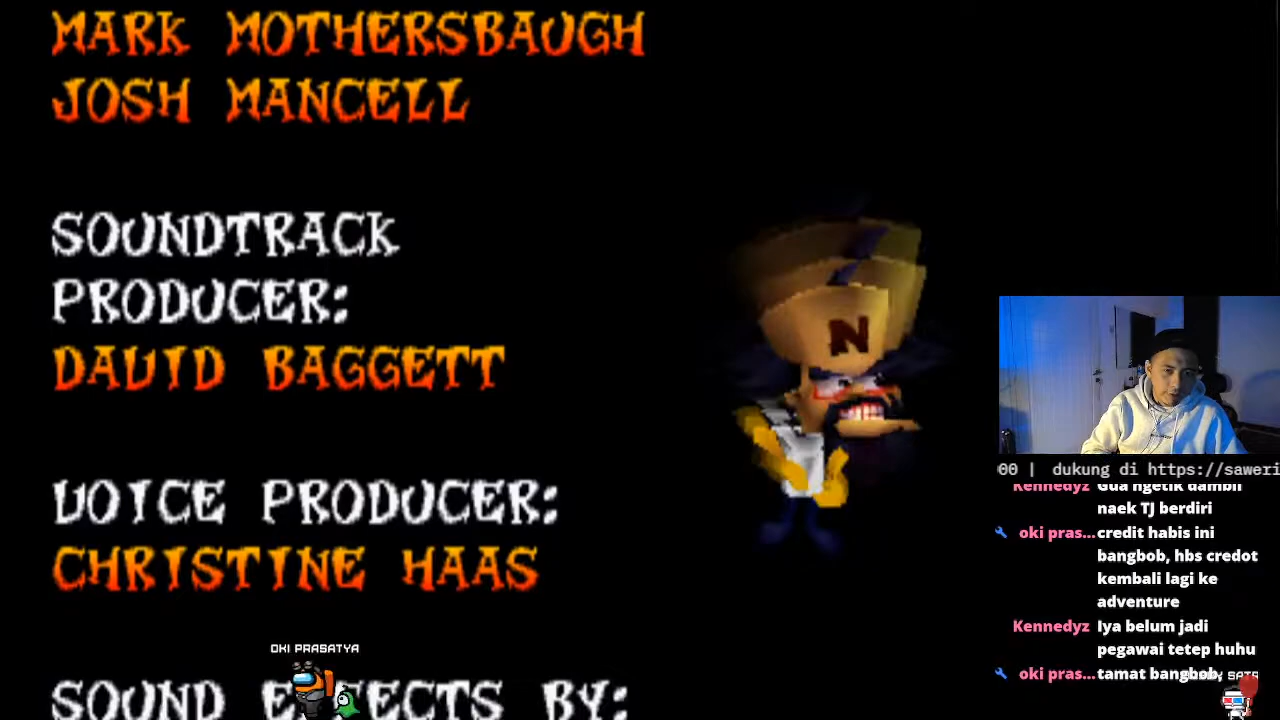 MARK MOTHERSBAUGH
JOSH MANCELL
SOUNDTRACK
PRODUCER:
DAVID BAGGETT
VOICE PRODUCER:
CHRISTINE HAAS
SOUND EFFECTS BY:
OKI PRASATYA
N
00 | dukung di https://saweri
Kennedyz Gua ngetik dambil
naek TJ berdiri
oki pras... credit habis ini
bangbob, hbs credot
kembali lagi ke
adventure
Kennedyz Iya belum jadi
pegawai tetep huhu
oki pras... tamat bangbob,